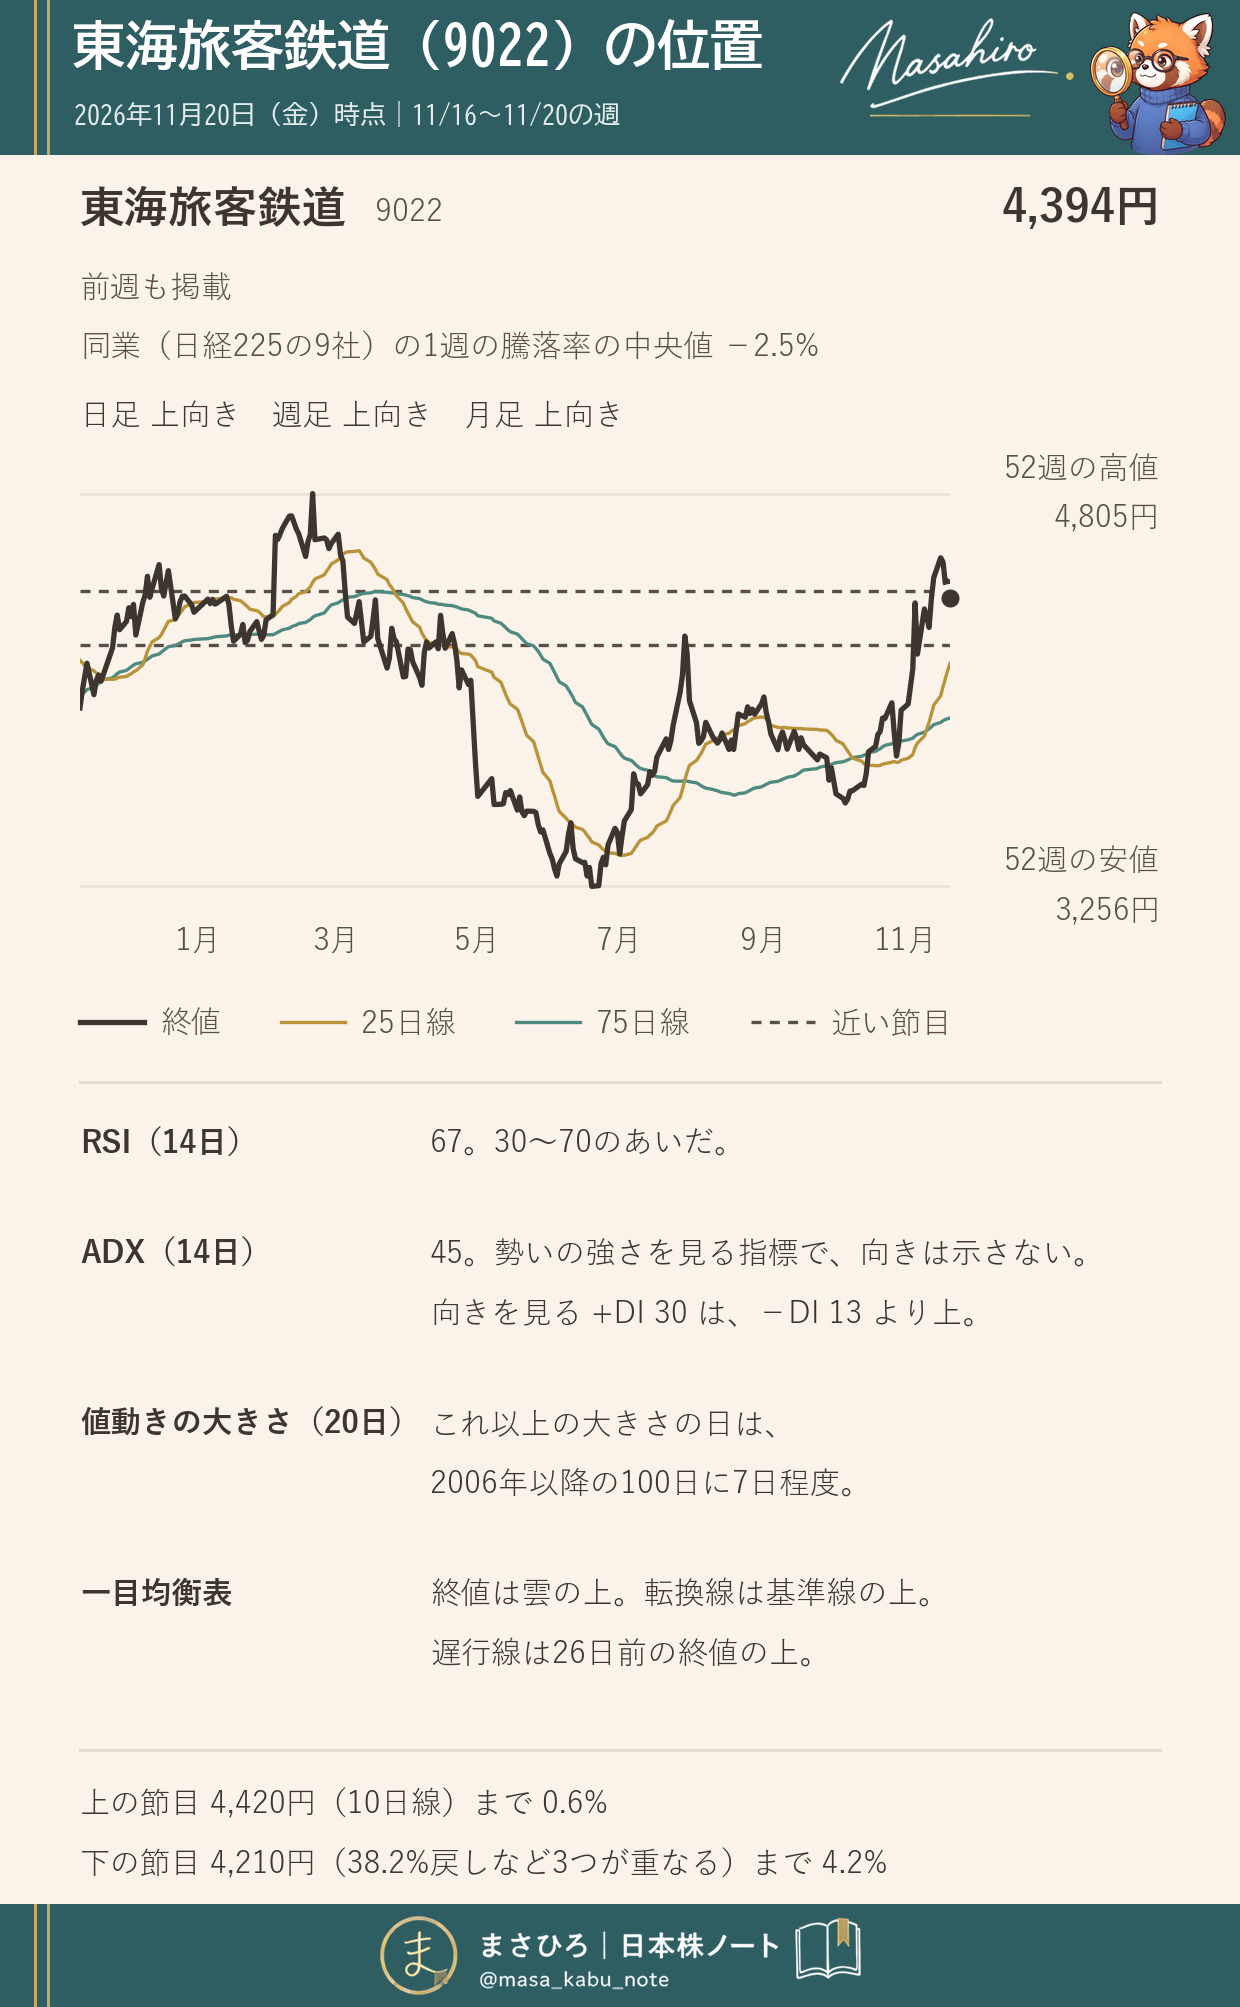 東海旅客鉄道（9022）の位置
2026年11月20日（金）時点｜11/16～11/20の週
Masahiro
東海旅客鉄道 9022 4,394円
前週も掲載
同業（日経225の9社）の1週の騰落率の中央値 －2.5%
日足 上向き 週足 上向き 月足 上向き
52週の高値
4,805円
52週の安値
3,256円
1月 3月 5月 7月 9月 11月
終値 25日線 75日線 近い節目
RSI（14日） 67。30～70のあいだ。
ADX（14日） 45。勢いの強さを見る指標で、向きは示さない。
向きを見る +DI 30 は、－DI 13 より上。
値動きの大きさ（20日） これ以上の大きさの日は、
2006年以降の100日に7日程度。
一目均衡表 終値は雲の上。転換線は基準線の上。
遅行線は26日前の終値の上。
上の節目 4,420円（10日線）まで 0.6%
下の節目 4,210円（38.2%戻しなど3つが重なる）まで 4.2%
ま
まさひろ｜日本株ノート
@masa_kabu_note